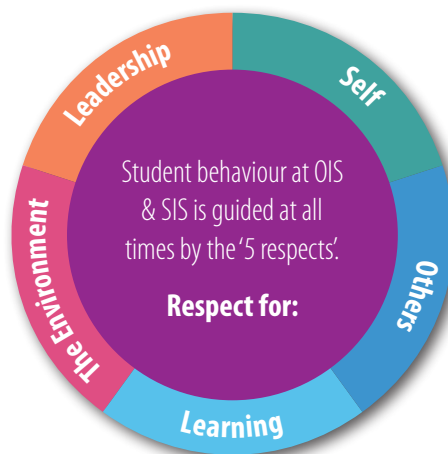 Student behaviour at OIS
& SIS is guided at all
times by the ‘5 respects’.
Respect for:
Self
Others
Learning
The Environment
Leadership